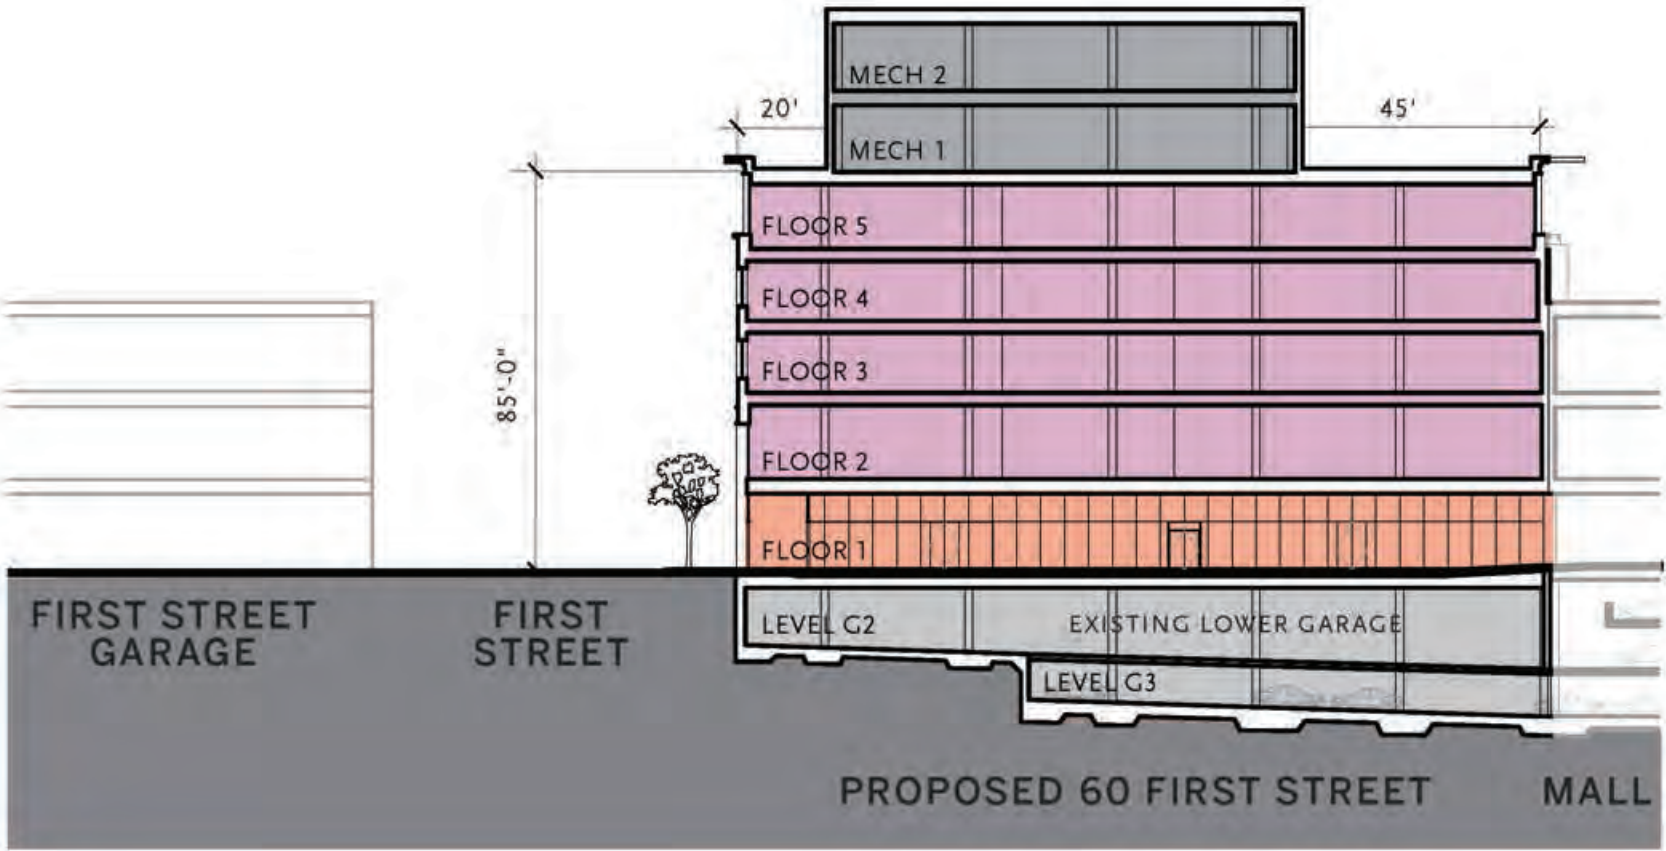 MECH 2
20'
45'
MECH 1
FLOOR 5
FLOOR 4
FLOOR 3
85'-0"
FLOOR 2
FLOOR 1
FIRST STREET
GARAGE
FIRST
STREET
LEVEL G2
EXISTING LOWER GARAGE
LEVEL G3
PROPOSED 60 FIRST STREET
MALL